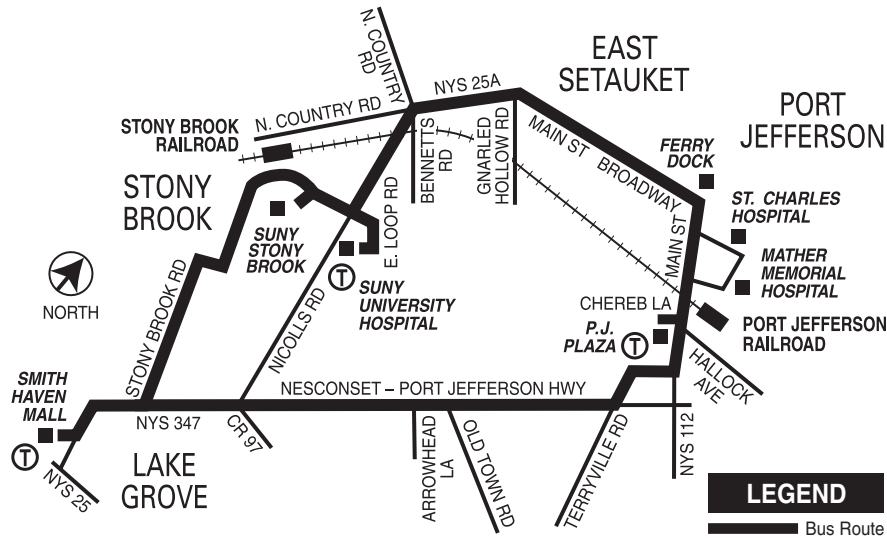 N. COUNTRY
RD
EAST
SETAUKET
NYS 25A
PORT
JEFFERSON
N. COUNTRY RD
STONY BROOK
RAILROAD
BENNETTS
RD
GNARLED
HOLLOW RD
MAIN ST BROADWAY
FERRY
DOCK
STONY
BROOK
ST. CHARLES
HOSPITAL
E. LOOP RD
SUNY
STONY
BROOK
MAIN ST
MATHER
MEMORIAL
HOSPITAL
NORTH
STONY BROOK RD
NICOLLS RD
T
SUNY
UNIVERSITY
HOSPITAL
CHEREB LA
P.J.
PLAZA
T
PORT JEFFERSON
RAILROAD
HALLOCK
AVE
SMITH
HAVEN
MALL
NESCONSET – PORT JEFFERSON HWY
NYS 347
CR 97
T
NYS 25
LAKE
GROVE
ARROWHEAD
LA
OLD TOWN RD
TERRYVILLE RD
NYS 112
LEGEND
Bus Route